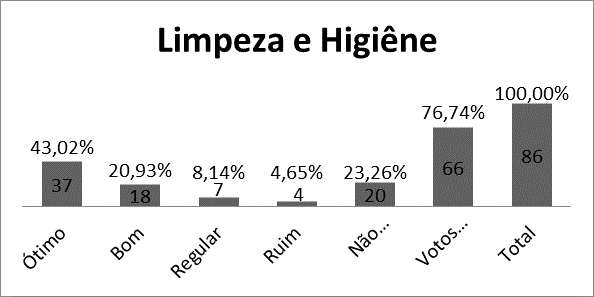 Limpeza e Higiêne
100,00%
76,74%
43,02%
20,93% 8,14% 4,65% 23,26%
37 18 7 4 20 66 86
Ótimo Bom Regular Ruim Não... Votos... Total